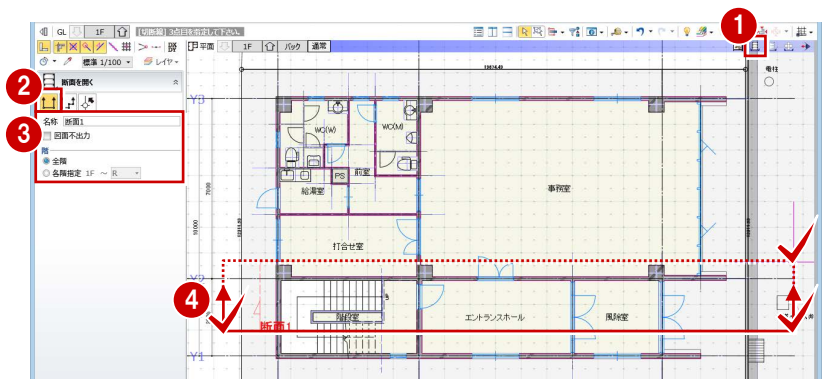 1
GL 1F [切断線] 3点目を指定して下さい。
平面 1F バック 通常
標準 1/100 レイヤ
断面を開く
2
3
名称 断面1
図面不出力
階
全階
各階指定 1F ～ R
電柱
Y3
WC(W)
WC(M)
前室
PS
給湯室
事務室
7000
10000
打合せ室
4
階段室
エントランスホール
風除室
断面1
Y1